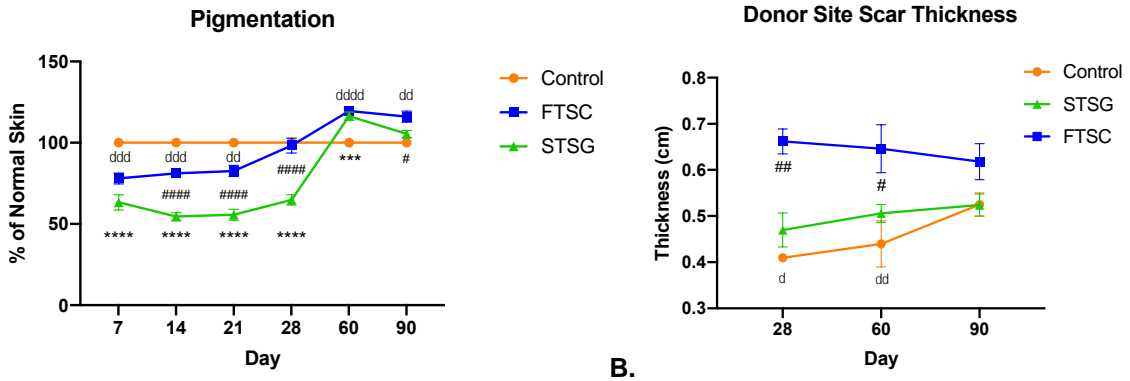 Pigmentation
% of Normal Skin
150
100
50
0
ddd
ddd
dd
dddd
dd
####
####
####
***
#
****
****
****
****
7 14 21 28 60 90
Day
Control
FTSC
STSG
Donor Site Scar Thickness
Thickness (cm)
0.8
0.7
0.6
0.5
0.4
0.3
##
#
d
dd
28 60 90
Day
Control
STSG
FTSC
B.